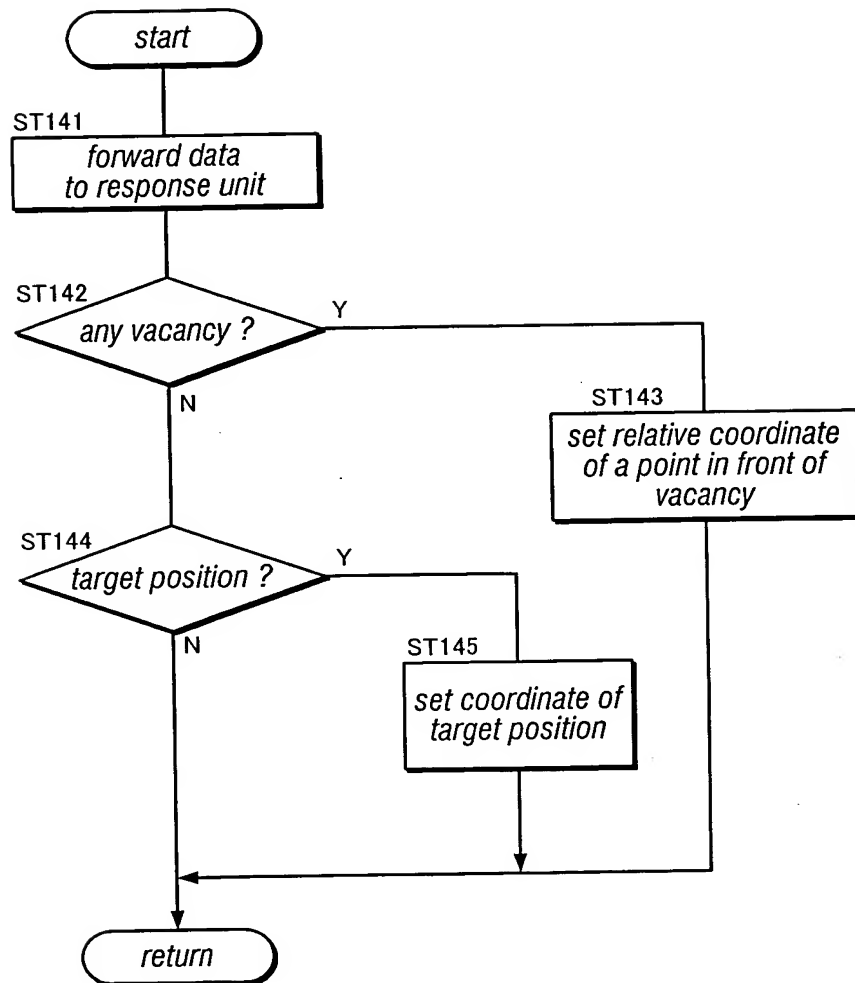 start
ST141
forward data
to response unit
ST142
any vacancy ?
Y
N
ST143
set relative coordinate
of a point in front of
vacancy
ST144
target position ?
Y
N
ST145
set coordinate of
target position
return